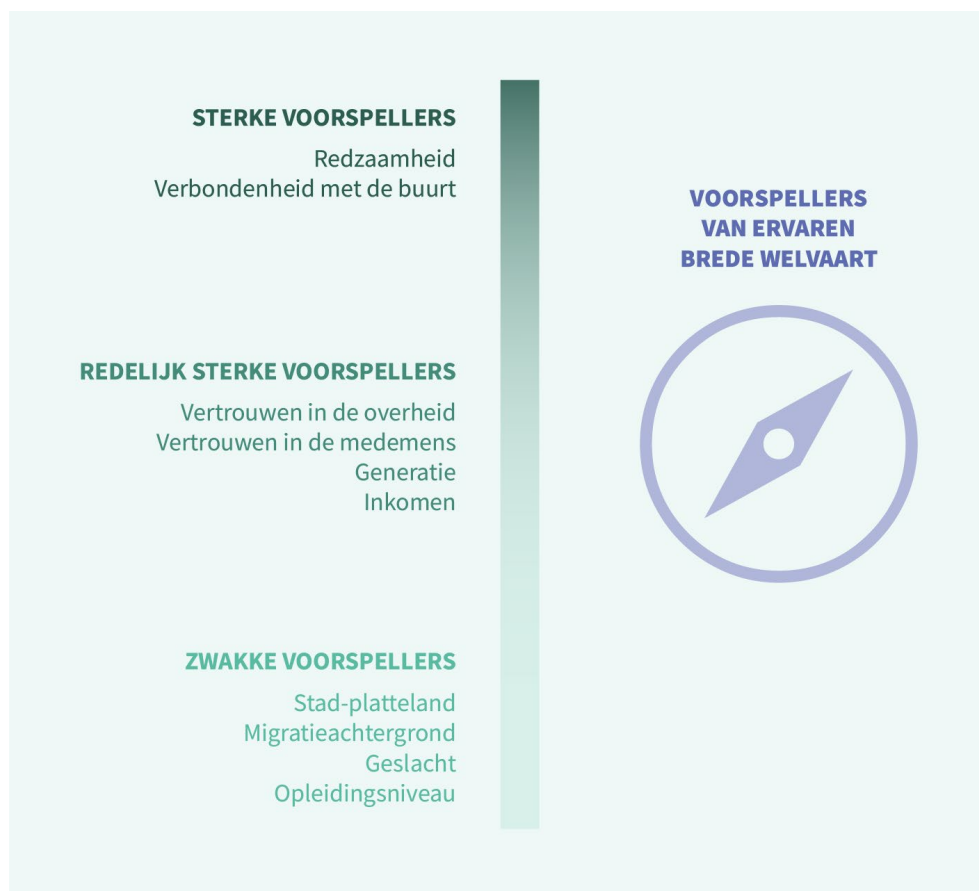 STERKE VOORSPELLERS
Redzaamheid
Verbondenheid met de buurt
REDELIJK STERKE VOORSPELLERS
Vertrouwen in de overheid
Vertrouwen in de medemens
Generatie
Inkomen
ZWAKKE VOORSPELLERS
Stad-platteland
Migratieachtergrond
Geslacht
Opleidingsniveau
VOORSPELLERS
VAN ERVAREN
BREDE WELVAART